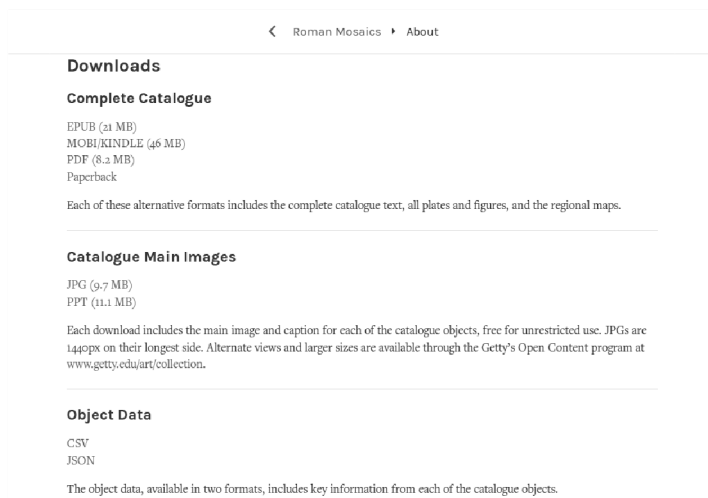 Roman Mosaics ▸ About
Downloads
Complete Catalogue
EPUB (21 MB)
MOBI/KINDLE (46 MB)
PDF (8.2 MB)
Paperback
Each of these alternative formats includes the complete catalogue text, all plates and figures, and the regional maps.
Catalogue Main Images
JPG (9.7 MB)
PPT (11.1 MB)
Each download includes the main image and caption for each of the catalogue objects, free for unrestricted use. JPGs are
1440px on their longest side. Alternate views and larger sizes are available through the Getty’s Open Content program at
www.getty.edu/art/collection.
Object Data
CSV
JSON
The object data, available in two formats, includes key information from each of the catalogue objects.